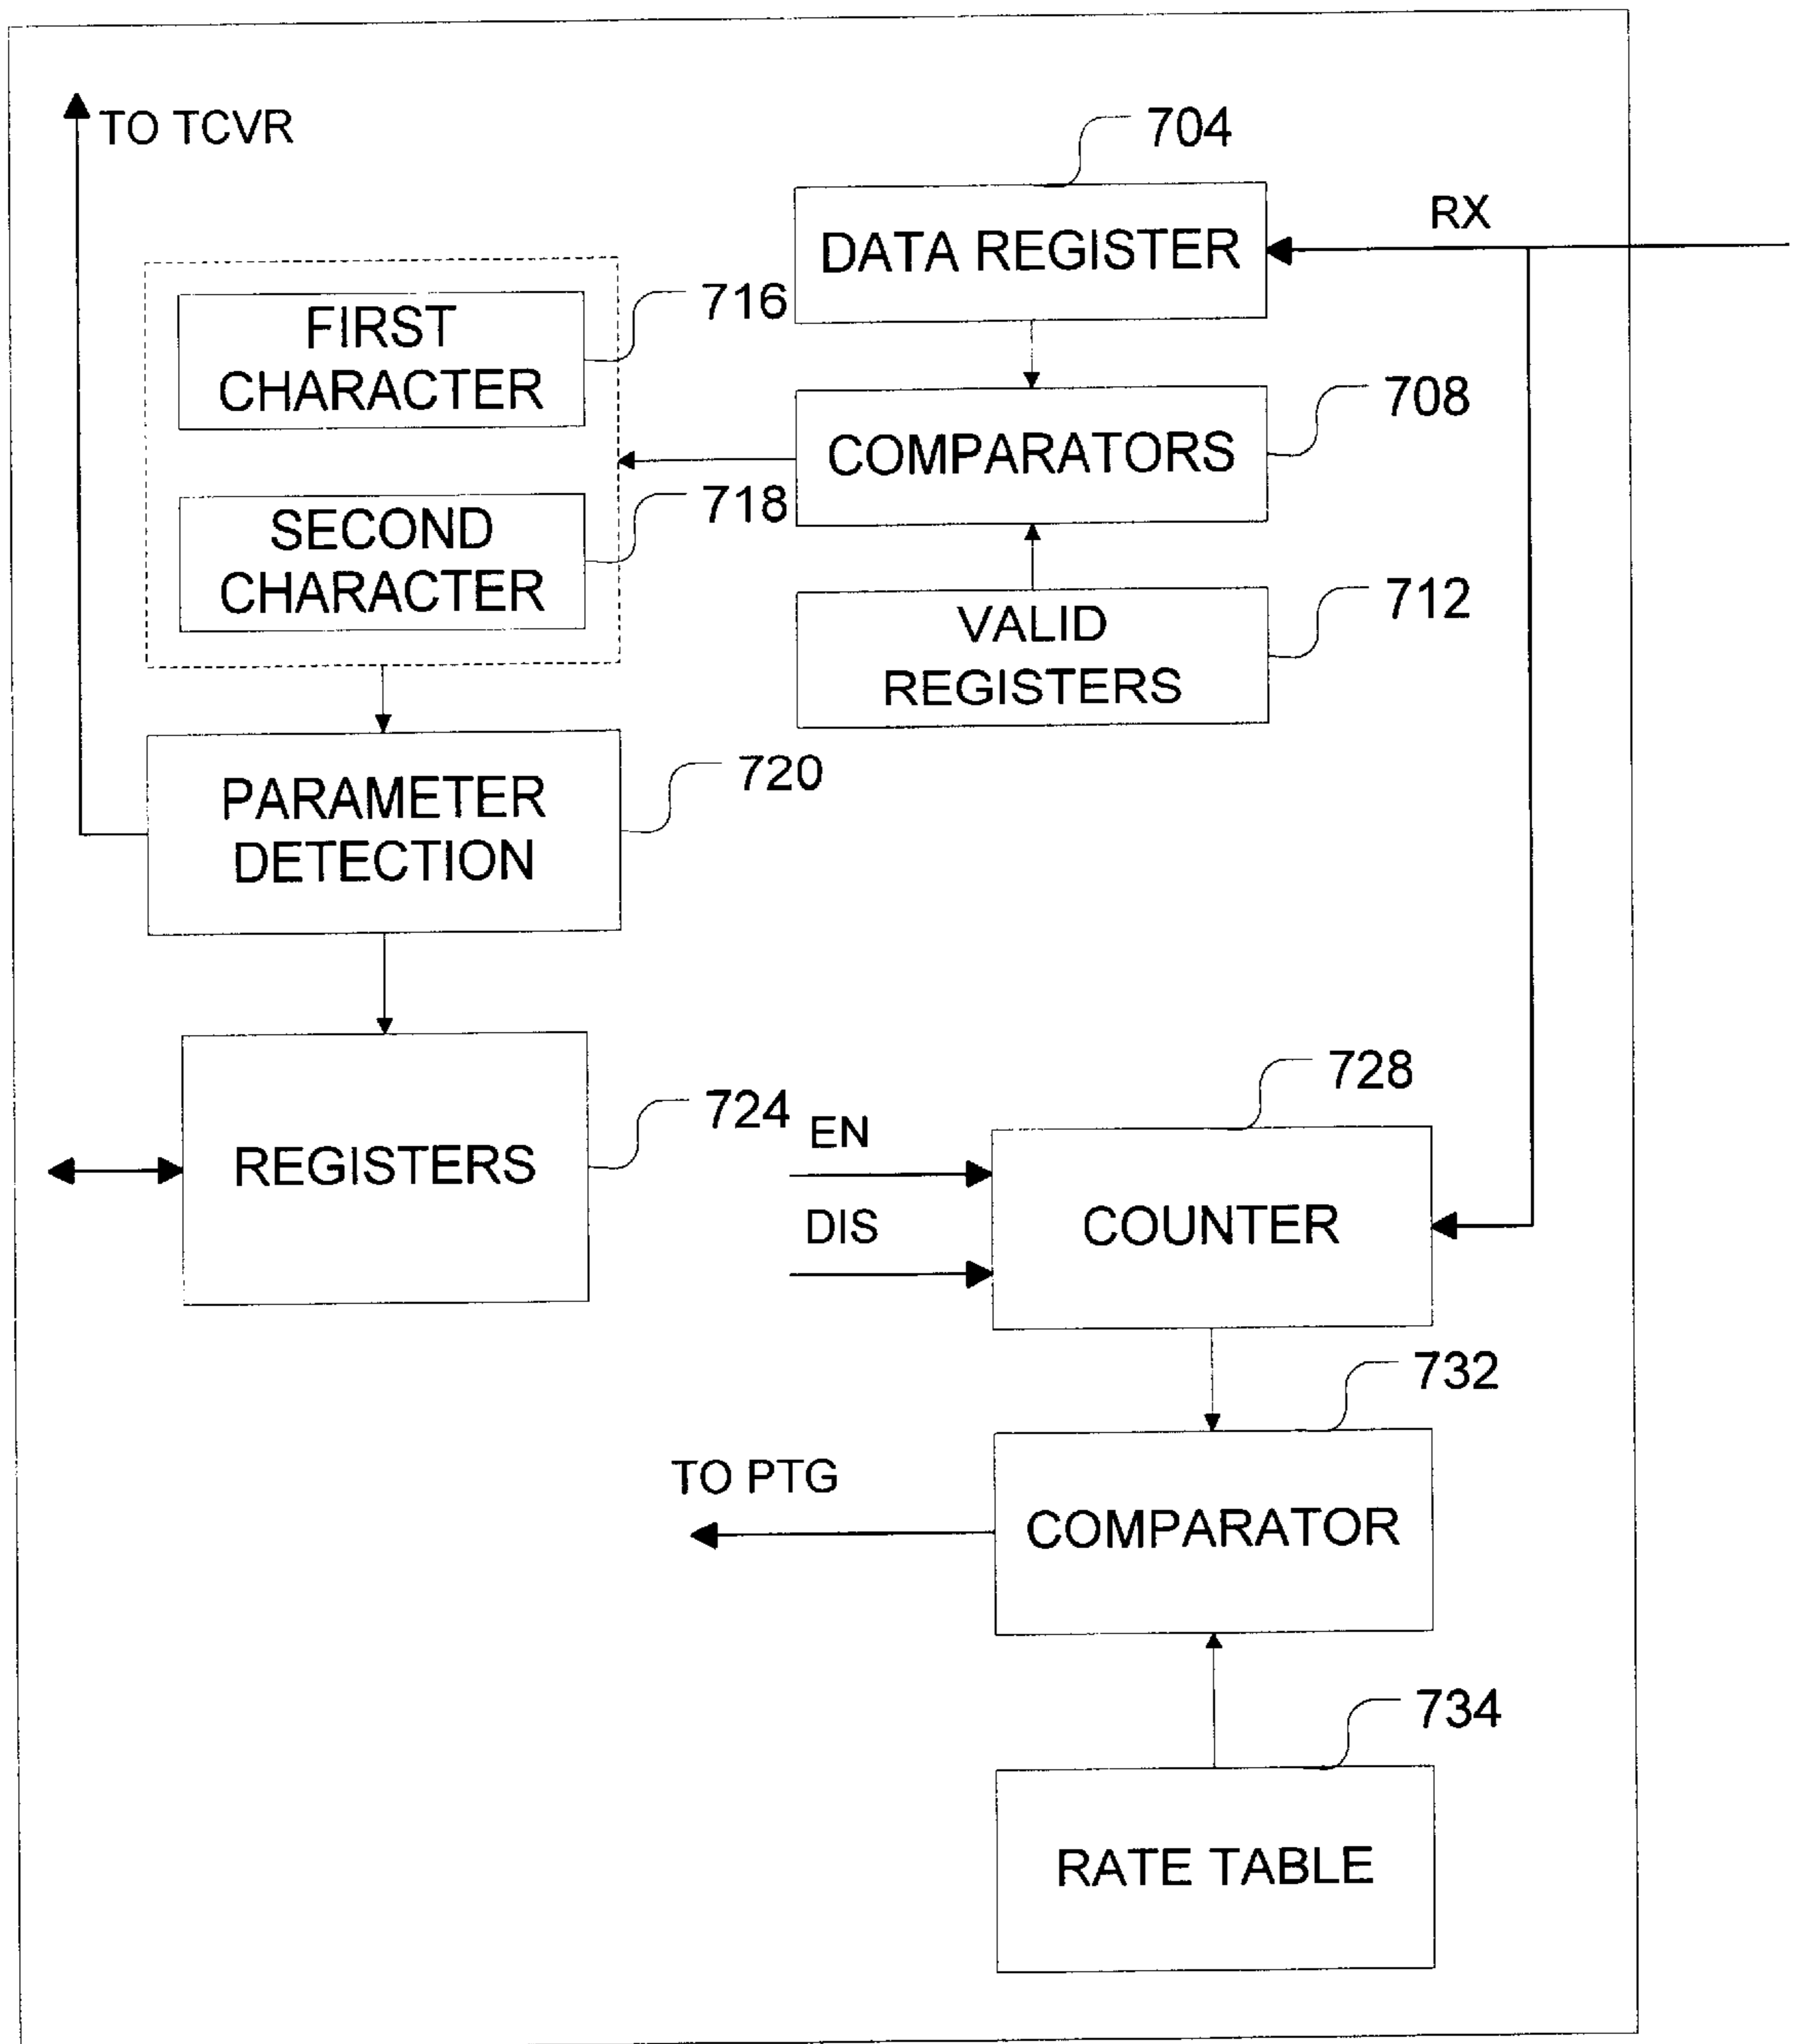 TO TCVR
704
DATA REGISTER
RX
FIRST
CHARACTER
716
COMPARATORS
708
SECOND
CHARACTER
718
VALID
REGISTERS
712
PARAMETER
DETECTION
720
REGISTERS
724
EN
DIS
728
COUNTER
732
TO PTG
COMPARATOR
734
RATE TABLE